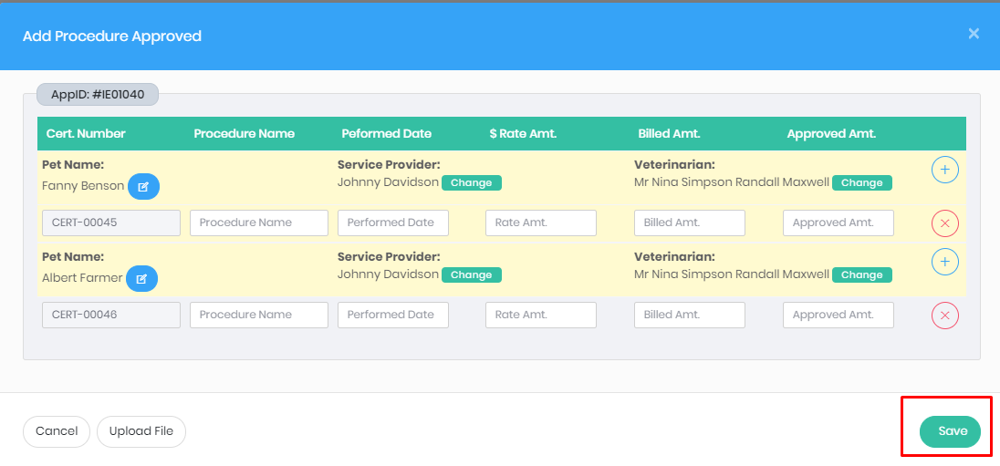 Add Procedure Approved
AppID: #IE01040
Cert. Number Procedure Name Peformed Date $ Rate Amt. Billed Amt. Approved Amt.
Pet Name: Service Provider: Veterinarian:
Fanny Benson Johnny Davidson Change Mr Nina Simpson Randall Maxwell Change
CERT-00045 Procedure Name Performed Date Rate Amt. Billed Amt. Approved Amt.
Pet Name: Service Provider: Veterinarian:
Albert Farmer Johnny Davidson Change Mr Nina Simpson Randall Maxwell Change
CERT-00046 Procedure Name Performed Date Rate Amt. Billed Amt. Approved Amt.
Cancel Upload File Save